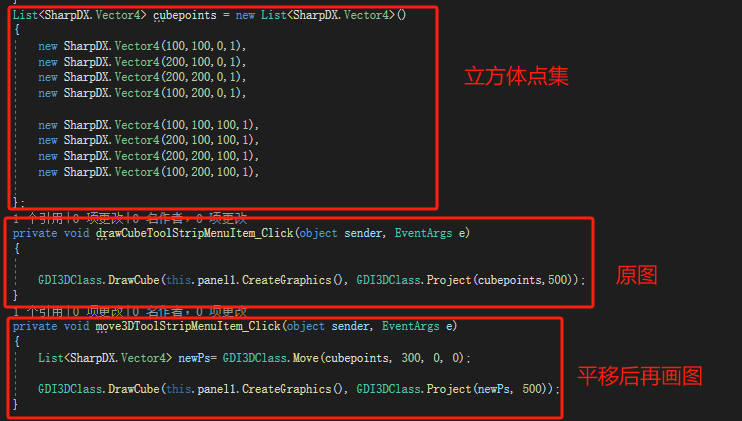 List<SharpDX.Vector4> cubepoints = new List<SharpDX.Vector4>()
{
new SharpDX.Vector4(100,100,0,1),
new SharpDX.Vector4(200,100,0,1),
new SharpDX.Vector4(200,200,0,1),
new SharpDX.Vector4(100,200,0,1),
new SharpDX.Vector4(100,100,100,1),
new SharpDX.Vector4(200,100,100,1),
new SharpDX.Vector4(200,200,100,1),
new SharpDX.Vector4(100,200,100,1),
};
立方体点集
1 个引用|0 项更改|0 名作者，0 项更改
private void drawCubeToolStripMenuItem_Click(object sender, EventArgs e)
{
GDI3DClass.DrawCube(this.panel1.CreateGraphics(), GDI3DClass.Project(cubepoints,500));
}
原图
1 个引用|0 项更改|0 名作者，0 项更改
private void move3DToolStripMenuItem_Click(object sender, EventArgs e)
{
List<SharpDX.Vector4> newPs= GDI3DClass.Move(cubepoints, 300, 0, 0);
GDI3DClass.DrawCube(this.panel1.CreateGraphics(), GDI3DClass.Project(newPs, 500));
}
平移后再画图